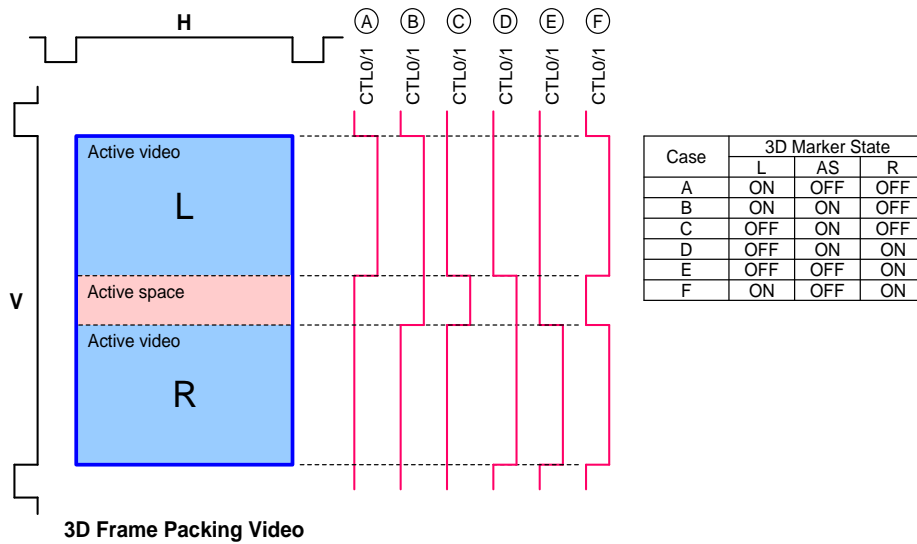 H
A B C D E F
CTL0/1 CTL0/1 CTL0/1 CTL0/1 CTL0/1 CTL0/1
V
Active video
L
Active space
Active video
R
3D Frame Packing Video
Case 3D Marker State
L AS R
A ON OFF OFF
B ON ON OFF
C OFF ON OFF
D OFF ON ON
E OFF OFF ON
F ON OFF ON